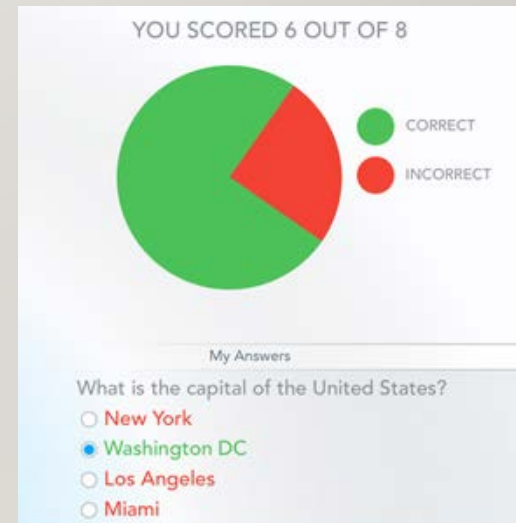 YOU SCORED 6 OUT OF 8
CORRECT
INCORRECT
My Answers
What is the capital of the United States?
New York
Washington DC
Los Angeles
Miami